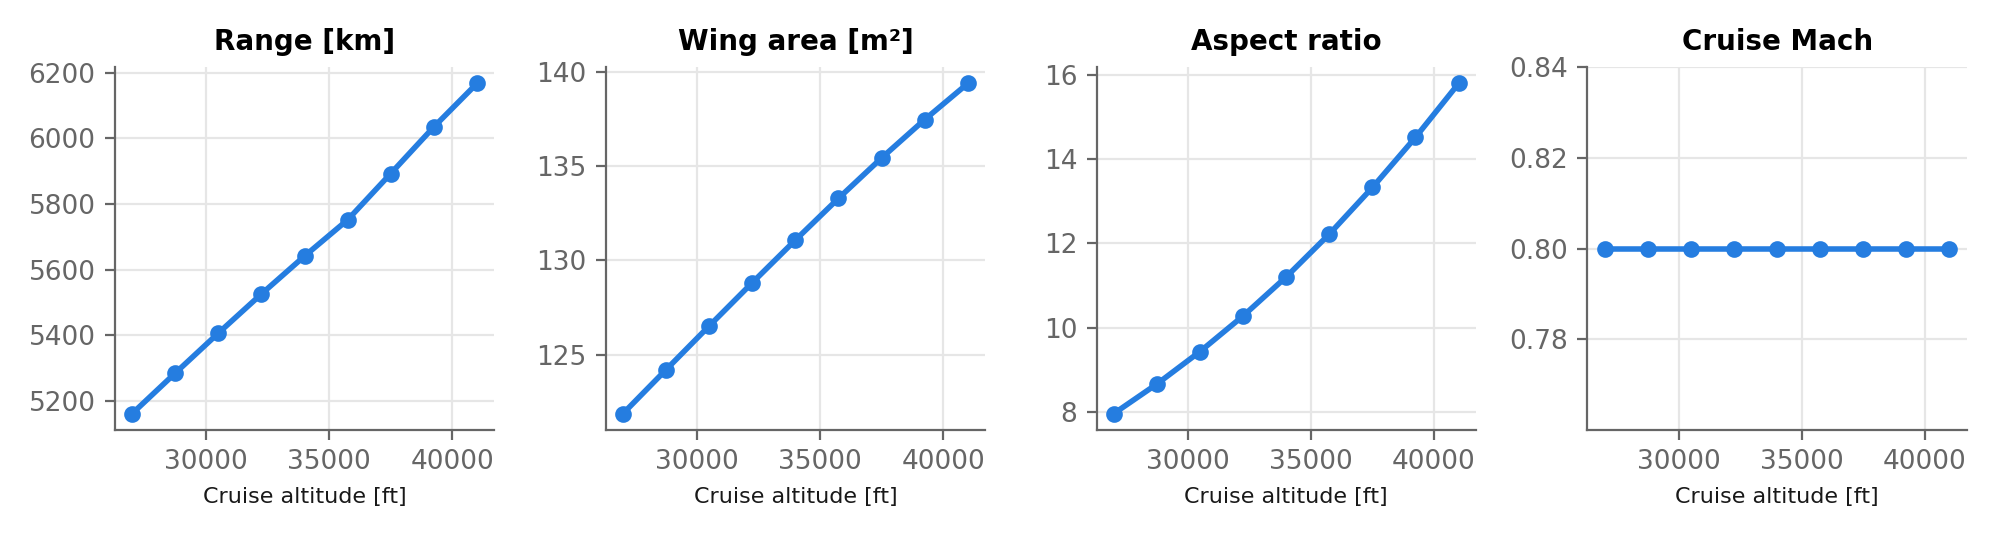 Range [km]
6200
6000
5800
5600
5400
5200
30000 35000 40000
Cruise altitude [ft]
Wing area [m²]
140
135
130
125
30000 35000 40000
Cruise altitude [ft]
Aspect ratio
16
14
12
10
8
30000 35000 40000
Cruise altitude [ft]
Cruise Mach
0.84
0.82
0.80
0.78
30000 35000 40000
Cruise altitude [ft]